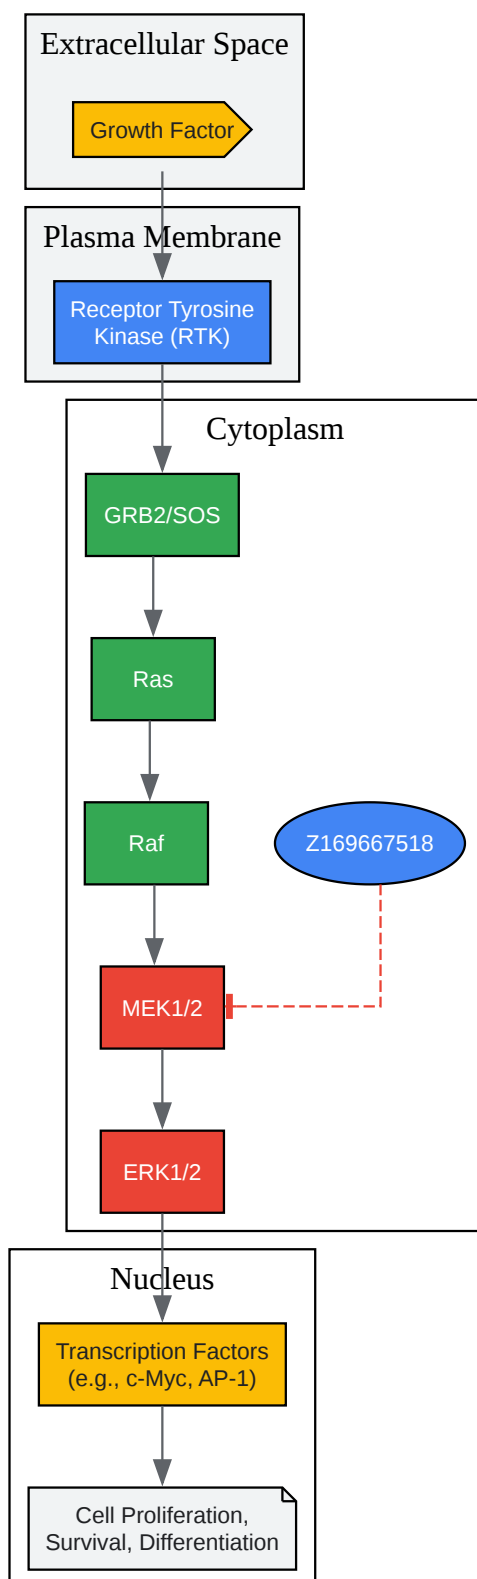 Extracellular Space
Growth Factor
Plasma Membrane
Receptor Tyrosine
Kinase (RTK)
Cytoplasm
GRB2/SOS
Ras
Raf
Z169667518
MEK1/2
ERK1/2
Nucleus
Transcription Factors
(e.g., c-Myc, AP-1)
Cell Proliferation,
Survival, Differentiation